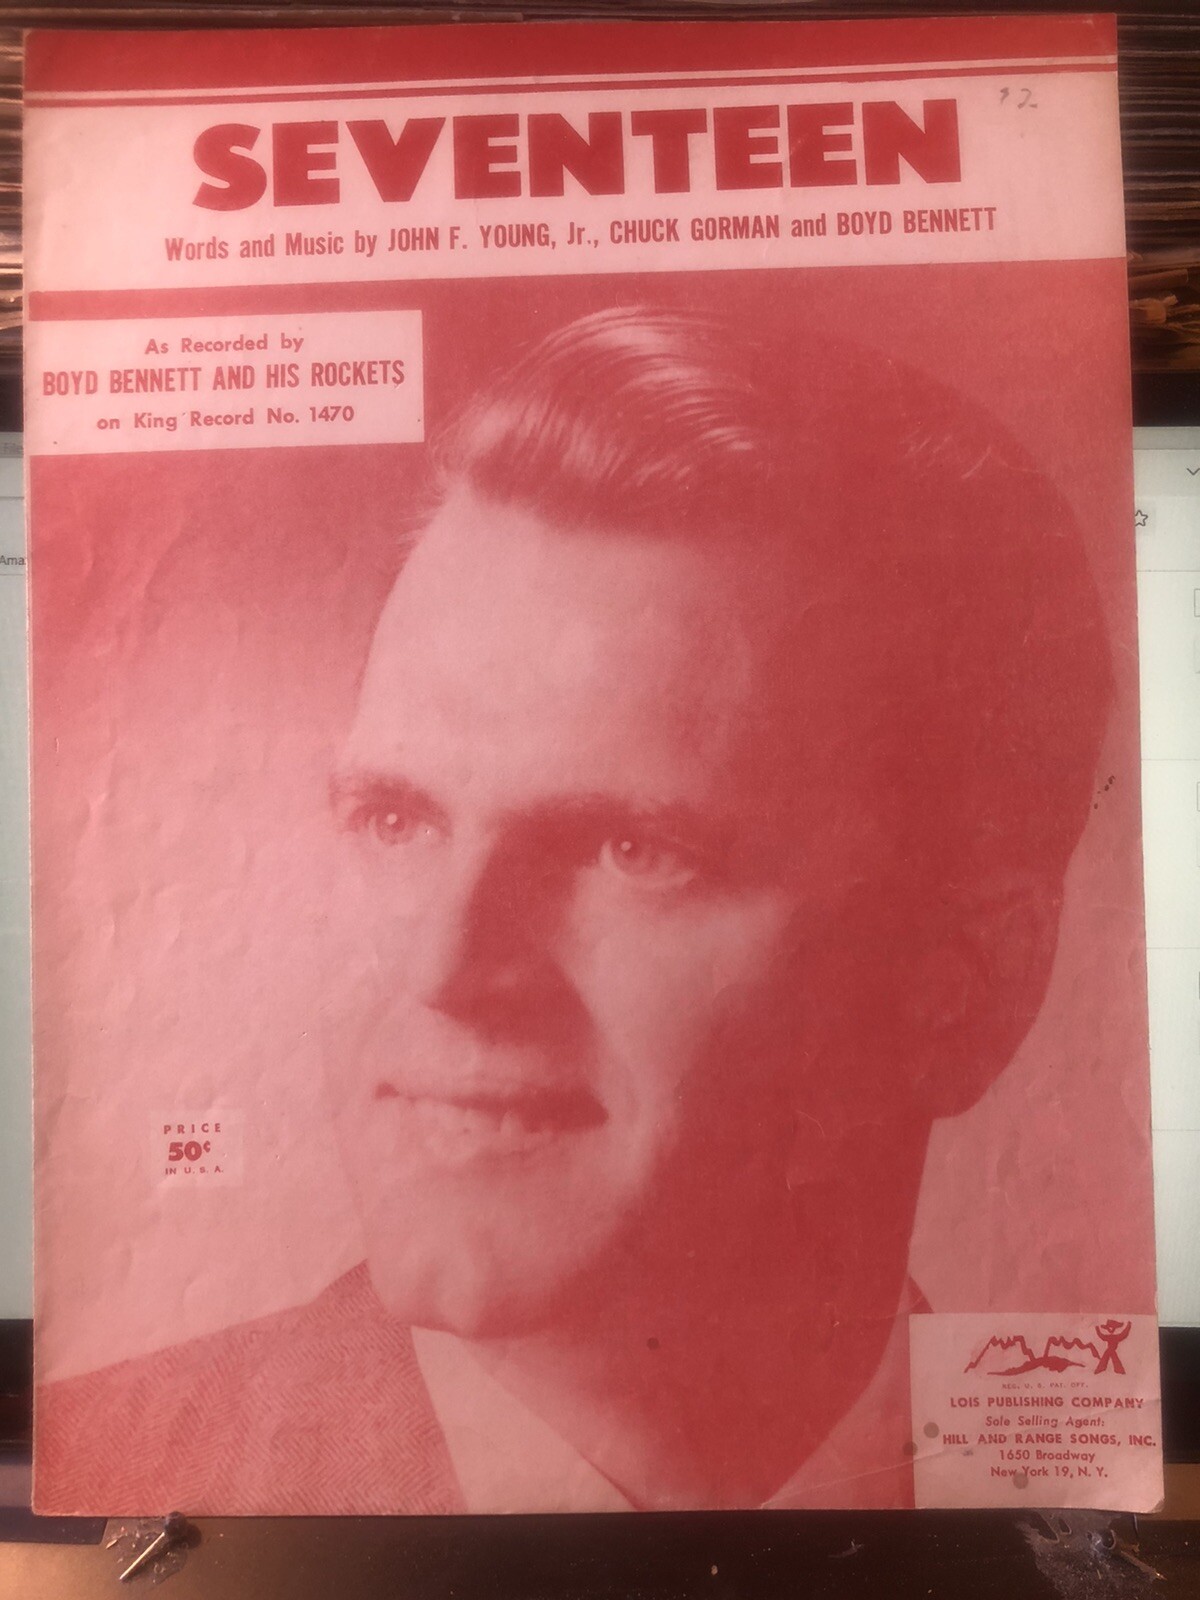 $2-
SEVENTEEN
Words and Music by JOHN F. YOUNG, Jr., CHUCK GORMAN and BOYD BENNETT
As Recorded by
BOYD BENNETT AND HIS ROCKETS
on King Record No. 1470
Ama
PRICE
50¢
IN U. S. A.
REG. U. S. PAT. OFF.
LOIS PUBLISHING COMPANY
Sole Selling Agent:
HILL AND RANGE SONGS, INC.
1650 Broadway
New York 19, N. Y.